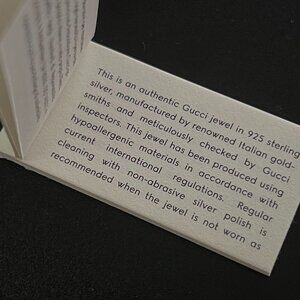 This is an authentic Gucci jewel in 925 sterling
silver, manufactured by renowned Italian gold-
smiths and meticulously checked by Gucci
inspectors. This jewel has been produced using
hypoallergenic materials in accordance with
current international regulations. Regular
cleaning with non-abrasive silver polish is
recommended when the jewel is not worn as